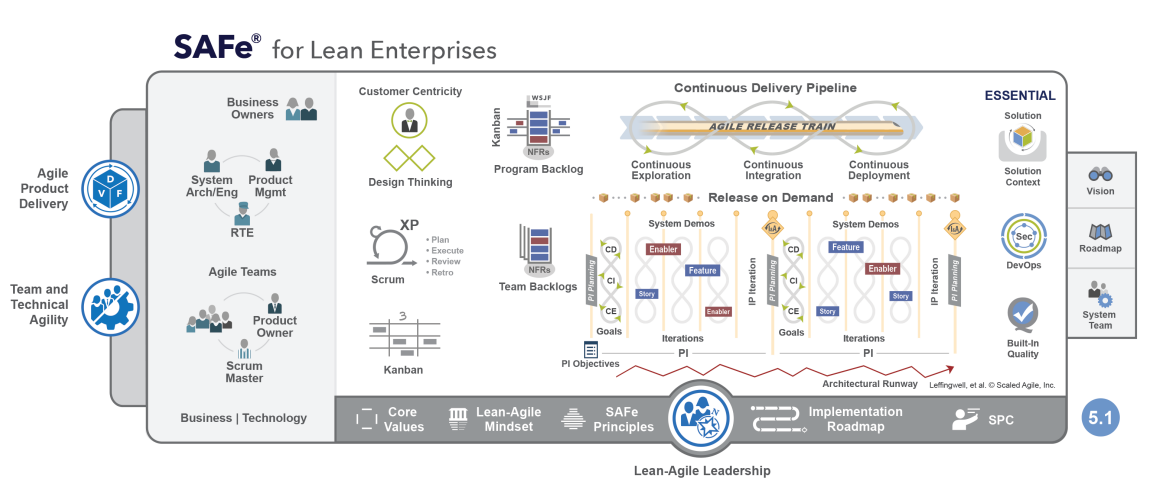 SAFe® for Lean Enterprises
Agile
Product
Delivery
D
V F
Team and
Technical
Agility
Business
Owners
System
Arch/Eng
Product
Mgmt
RTE
Agile Teams
Product
Owner
Scrum
Master
Business | Technology
Customer Centricity
Design Thinking
XP
• Plan
• Execute
• Review
• Retro
Scrum
3
Kanban
Kanban
WSJF
NFRs
Program Backlog
NFRs
Team Backlogs
Continuous Delivery Pipeline
AGILE RELEASE TRAIN
Continuous
Exploration
Continuous
Integration
Continuous
Deployment
Release on Demand
System Demos
System Demos
I&A
I&A
PI Planning
CD
CI
CE
Goals
Enabler
Feature
Story
Enabler
Iterations
IP Iteration
PI Planning
CD
CI
CE
Goals
Feature
Enabler
Story
Story
Iterations
IP Iteration
PI Planning
PI
PI
PI Objectives
Architectural Runway
Leffingwell, et al. © Scaled Agile, Inc.
ESSENTIAL
Solution
Solution
Context
Sec
DevOps
Built-In
Quality
Vision
Roadmap
System
Team
Core
Values
Lean-Agile
Mindset
SAFe
Principles
N
Implementation
Roadmap
SPC
5.1
Lean-Agile Leadership